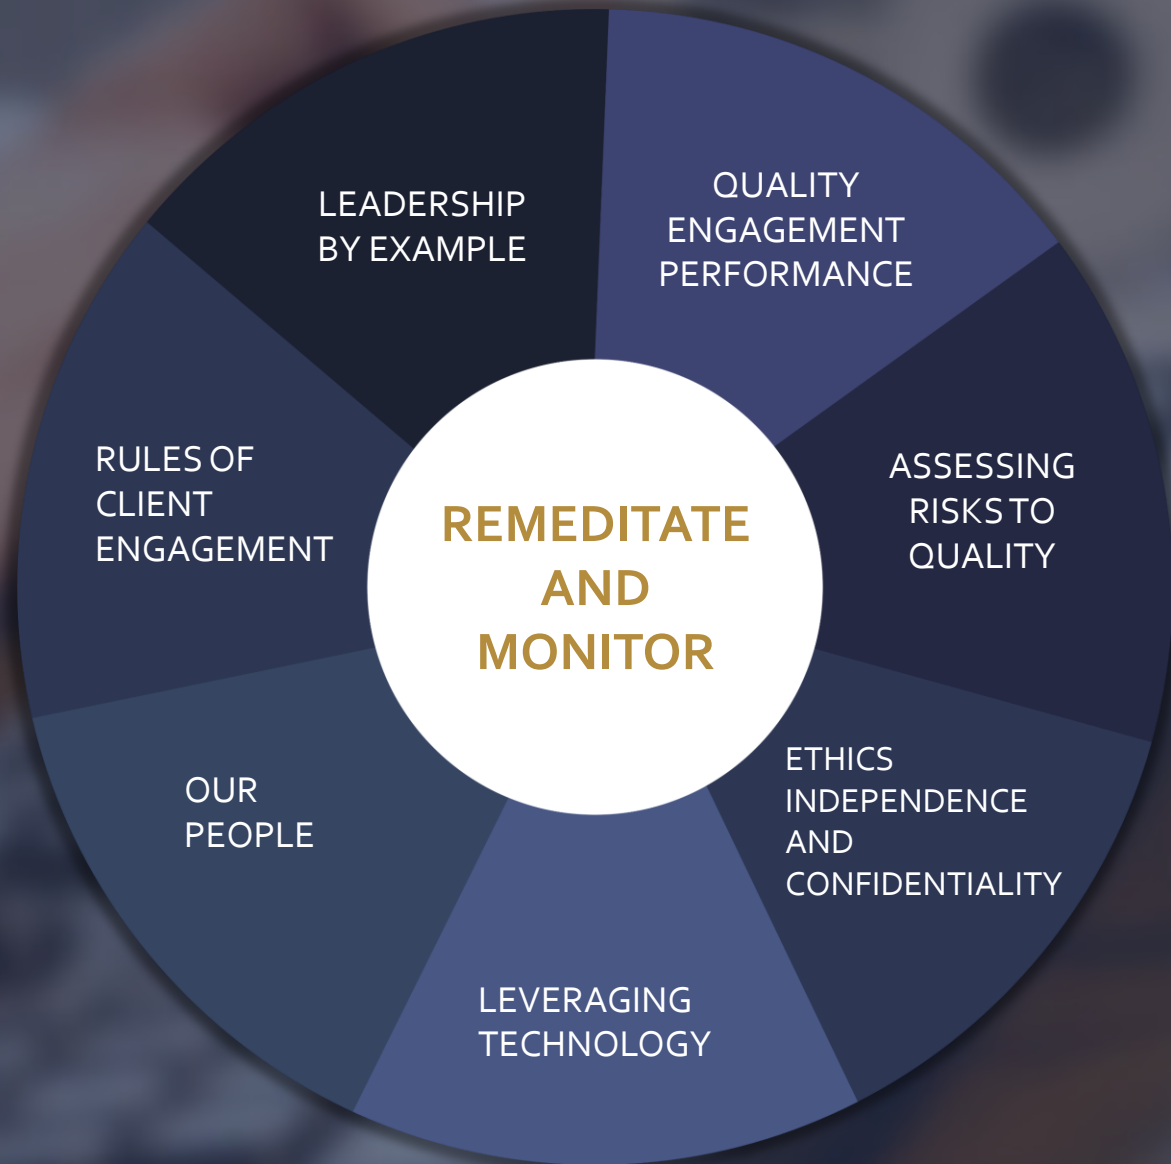 LEADERSHIP
BY EXAMPLE
QUALITY
ENGAGEMENT
PERFORMANCE
ASSESSING
RISKS TO
QUALITY
ETHICS
INDEPENDENCE
AND
CONFIDENTIALITY
LEVERAGING
TECHNOLOGY
OUR
PEOPLE
RULES OF
CLIENT
ENGAGEMENT
REMEDITATE
AND
MONITOR